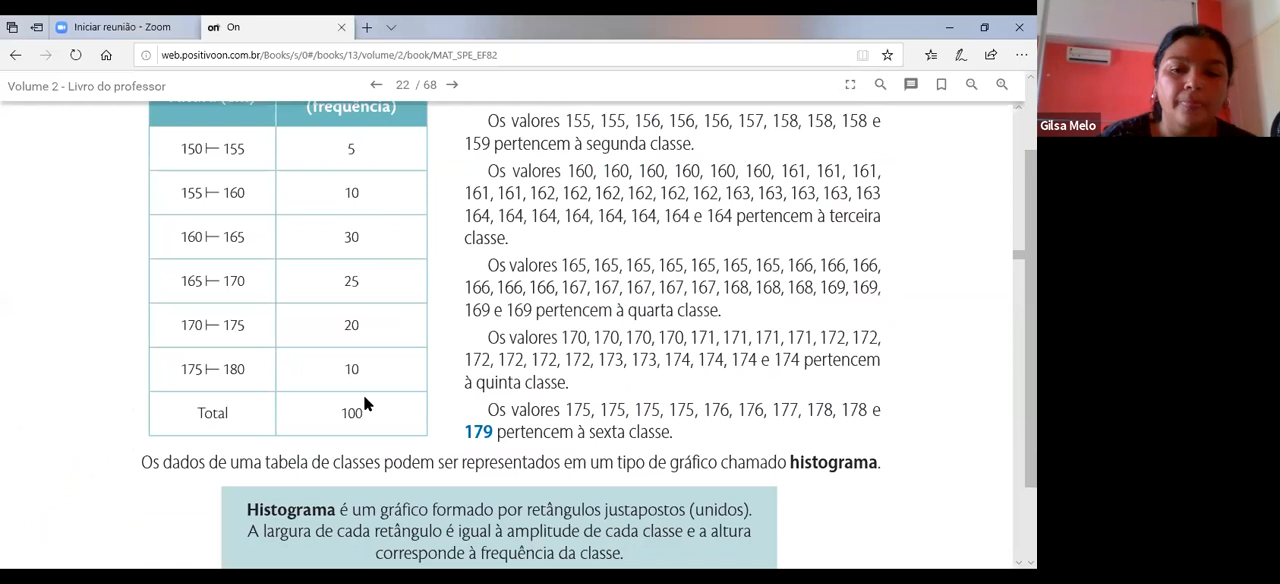 Iniciar reunião - Zoom
On
web.positivoon.com.br/Books/s/0#/books/13/volume/2/book/MAT_SPE_EF82
Volume 2 - Livro do professor
22 / 68
Gilsa Melo
(frequência)
150⊢ 155 5
155⊢ 160 10
160⊢ 165 30
165⊢ 170 25
170⊢ 175 20
175⊢ 180 10
Total 100
Os valores 155, 155, 156, 156, 156, 157, 158, 158, 158 e
159 pertencem à segunda classe.
Os valores 160, 160, 160, 160, 160, 160, 161, 161, 161,
161, 161, 162, 162, 162, 162, 162, 162, 163, 163, 163, 163, 163
164, 164, 164, 164, 164, 164, 164 e 164 pertencem à terceira
classe.
Os valores 165, 165, 165, 165, 165, 165, 165, 166, 166, 166,
166, 166, 166, 167, 167, 167, 167, 167, 168, 168, 168, 169, 169,
169 e 169 pertencem à quarta classe.
Os valores 170, 170, 170, 170, 171, 171, 171, 171, 172, 172,
172, 172, 172, 172, 173, 173, 174, 174, 174 e 174 pertencem
à quinta classe.
Os valores 175, 175, 175, 175, 176, 176, 177, 178, 178 e
179 pertencem à sexta classe.
Os dados de uma tabela de classes podem ser representados em um tipo de gráfico chamado histograma.
Histograma é um gráfico formado por retângulos justapostos (unidos).
A largura de cada retângulo é igual à amplitude de cada classe e a altura
corresponde à frequência da classe.